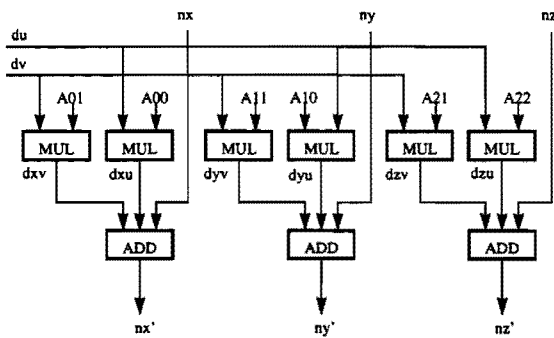 nx ny nz
du
dv
A01 A00 A11 A10 A21 A22
MUL MUL MUL MUL MUL MUL
dxv dxu dyv dyu dzv dzu
ADD ADD ADD
nx' ny' nz'